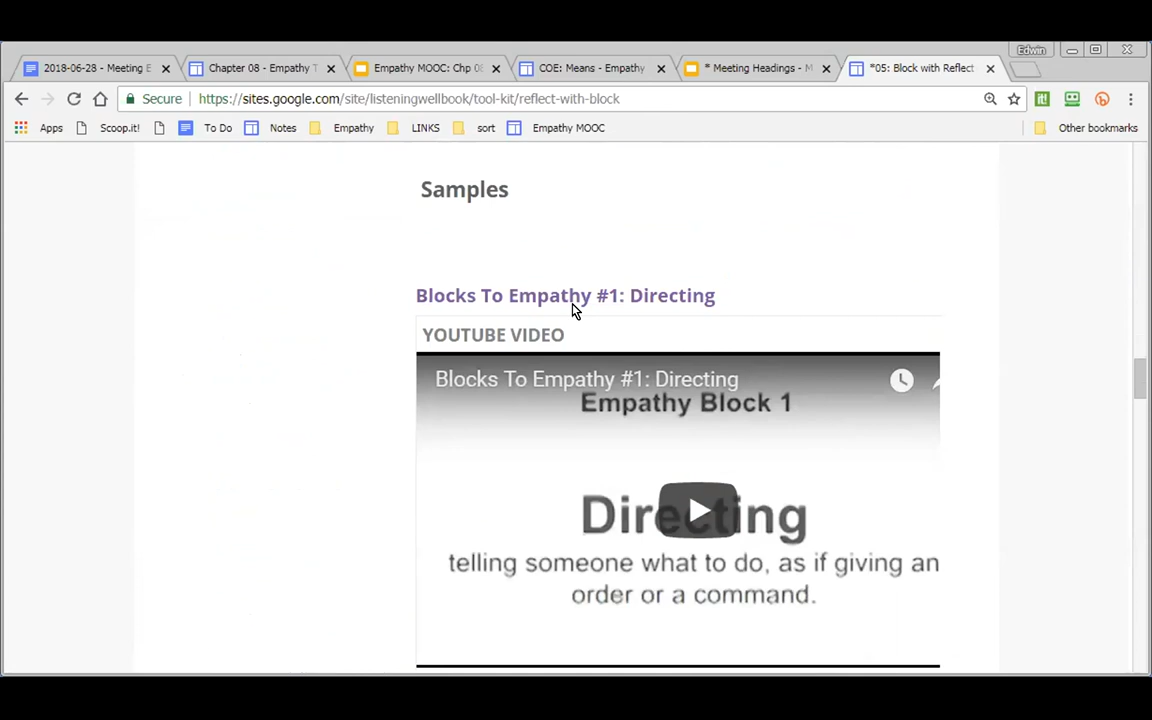 Edwin
2018-06-28 - Meeting E
Chapter 08 - Empathy T
Empathy MOOC: Chp 08
COE: Means - Empathy
* Meeting Headings - M
*05: Block with Reflect
Secure
https://sites.google.com/site/listeningwellbook/tool-kit/reflect-with-block
it!
Apps
Scoop.it!
To Do
Notes
Empathy
LINKS
sort
Empathy MOOC
Other bookmarks
Samples
Blocks To Empathy #1: Directing
YOUTUBE VIDEO
Blocks To Empathy #1: Directing
Empathy Block 1
Directing
telling someone what to do, as if giving an
order or a command.